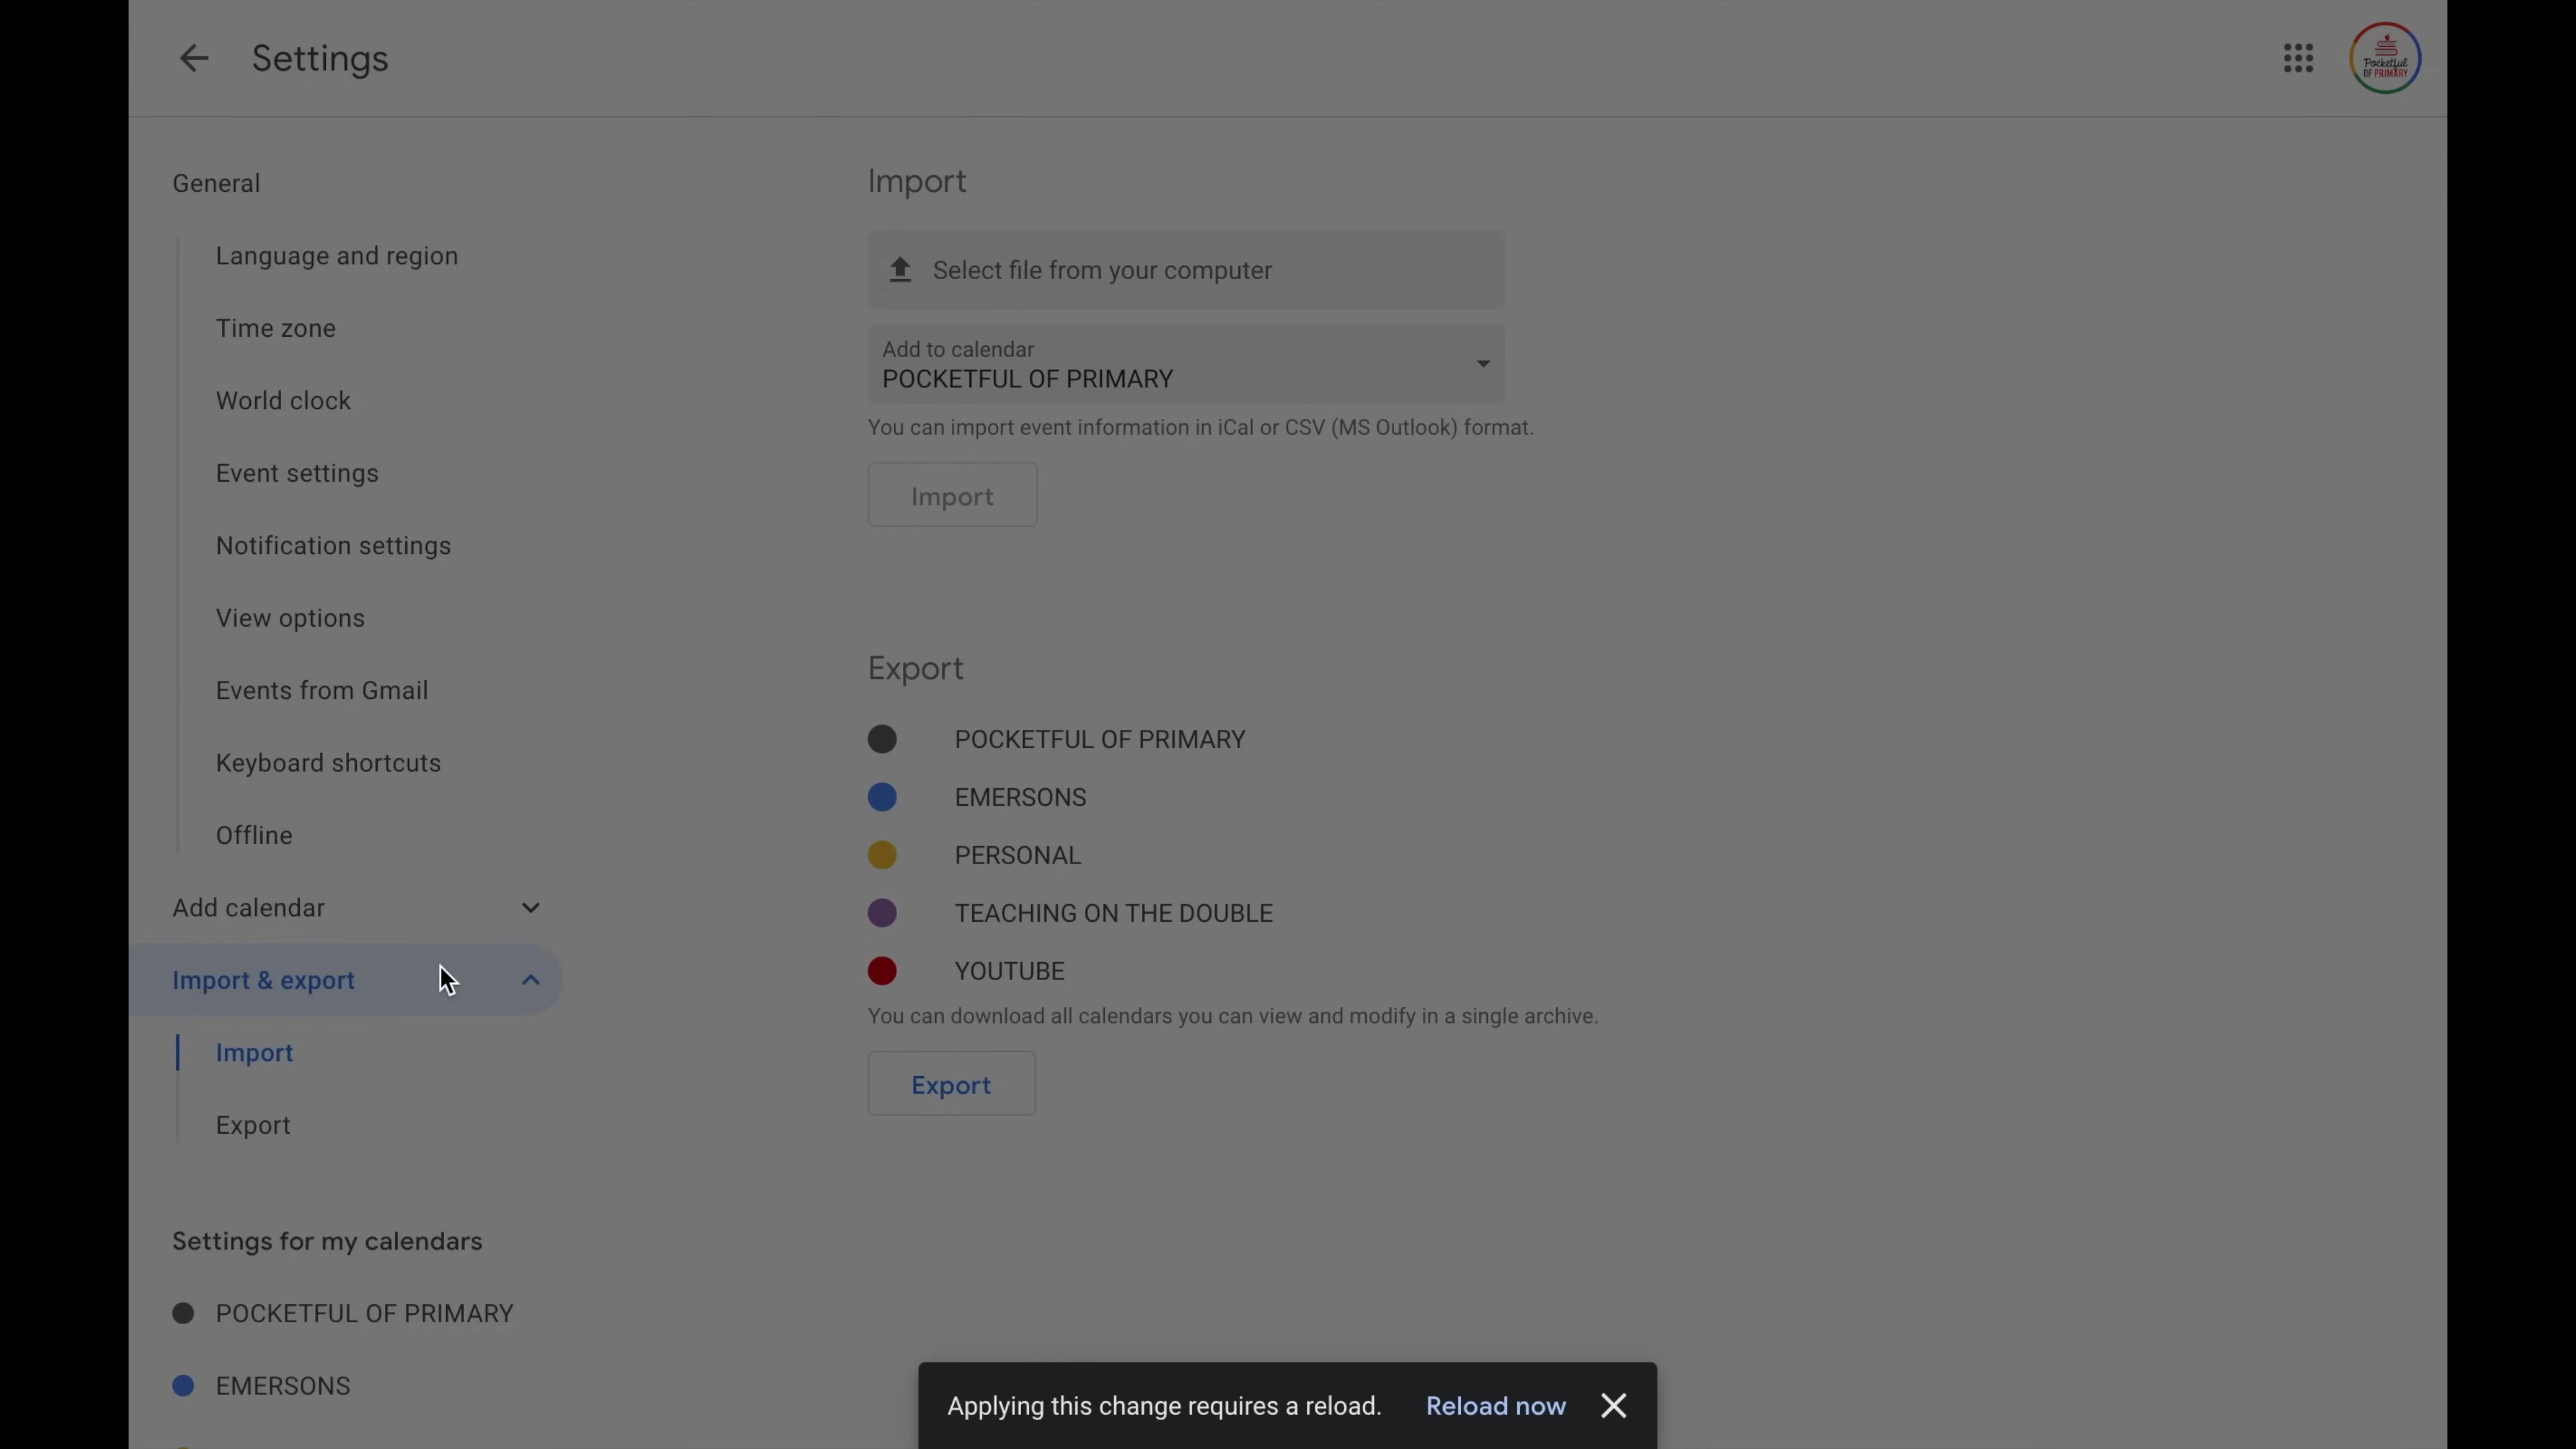 Settings
Pocketful
OF PRIMARY
General
Language and region
Time zone
World clock
Event settings
Notification settings
View options
Events from Gmail
Keyboard shortcuts
Offline
Add calendar
Import & export
Import
Export
Settings for my calendars
POCKETFUL OF PRIMARY
EMERSONS
Import
Select file from your computer
Add to calendar
POCKETFUL OF PRIMARY
You can import event information in iCal or CSV (MS Outlook) format.
Import
Export
POCKETFUL OF PRIMARY
EMERSONS
PERSONAL
TEACHING ON THE DOUBLE
YOUTUBE
You can download all calendars you can view and modify in a single archive.
Export
Applying this change requires a reload. Reload now